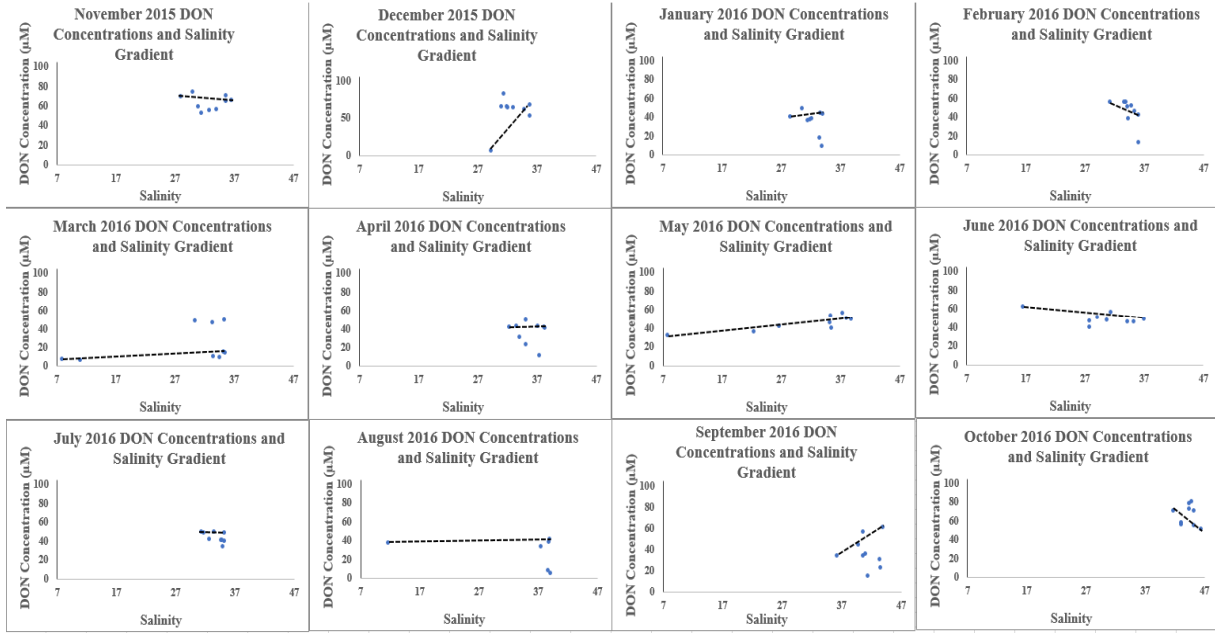 November 2015 DON
Concentrations and Salinity
Gradient
DON Concentration (µM)
100
80
60
40
20
0
7 17 27 37 47
Salinity
December 2015 DON
Concentrations and Salinity
Gradient
DON Concentration (µM)
100
50
0
7 17 27 37 47
Salinity
January 2016 DON Concentrations
and Salinity Gradient
DON Concentration (µM)
100
80
60
40
20
0
7 17 27 37 47
Salinity
February 2016 DON Concentrations
and Salinity Gradient
DON Concentration (µM)
100
80
60
40
20
0
7 17 27 37 47
Salinity
March 2016 DON Concentrations
and Salinity Gradient
DON Concentration (µM)
100
80
60
40
20
0
7 17 27 37 47
Salinity
April 2016 DON Concentrations
and Salinity Gradient
DON Concentration (µM)
100
80
60
40
20
0
7 17 27 37 47
Salinity
May 2016 DON Concentrations and
Salinity Gradient
DON Concentration (µM)
100
80
60
40
20
0
7 17 27 37 47
Salinity
June 2016 DON Concentrations and
Salinity Gradient
DON Concentration (µM)
100
80
60
40
20
0
7 17 27 37 47
Salinity
July 2016 DON Concentrations and
Salinity Gradient
DON Concentration (µM)
100
80
60
40
20
0
7 17 27 37 47
Salinity
August 2016 DON Concentrations
and Salinity Gradient
DON Concentration (µM)
100
80
60
40
20
0
7 17 27 37 47
Salinity
September 2016 DON
Concentrations and Salinity
Gradient
DON Concentration (µM)
100
80
60
40
20
0
7 17 27 37 47
Salinity
October 2016 DON Concentrations
and Salinity Gradient
DON Concentration (µM)
100
80
60
40
20
0
7 17 27 37 47
Salinity